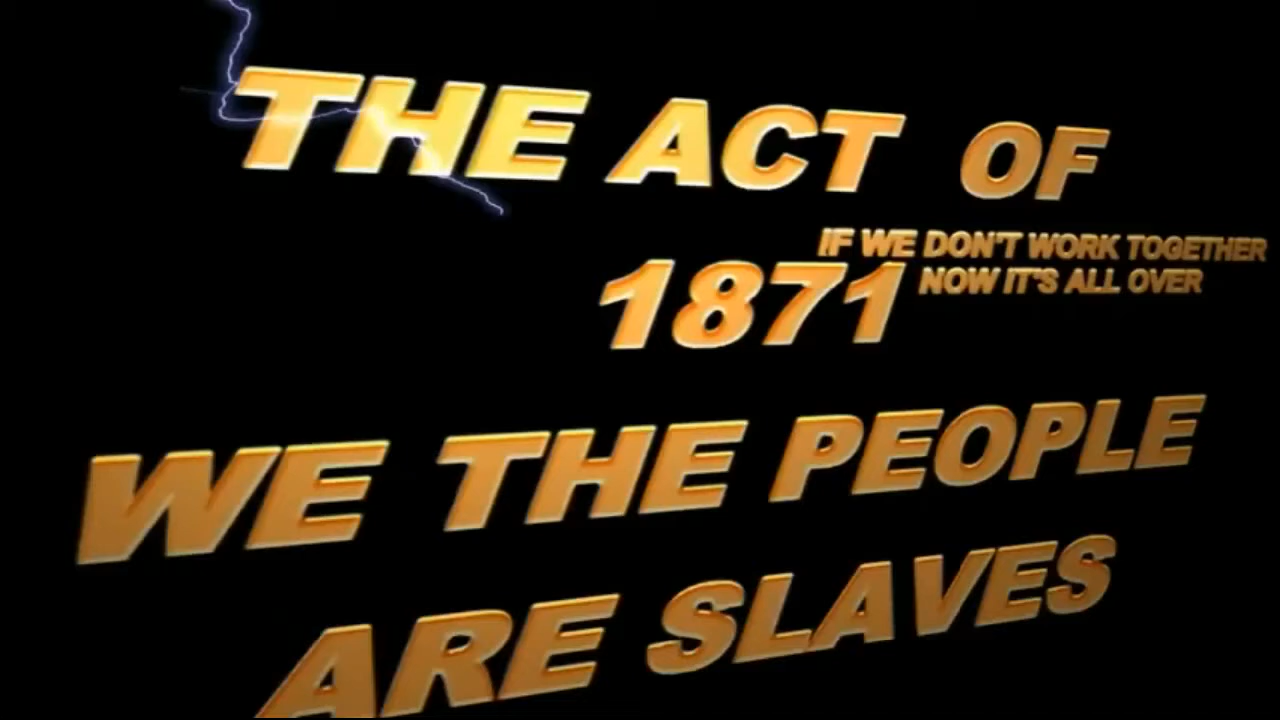 THE ACT OF
1871
IF WE DON'T WORK TOGETHER
NOW IT'S ALL OVER
WE THE PEOPLE
ARE SLAVES